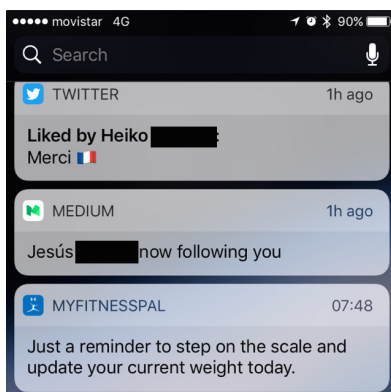 movistar 4G 90%
Search
TWITTER 1h ago
Liked by Heiko :
Merci
MEDIUM 1h ago
Jesús now following you
MYFITNESSPAL 07:48
Just a reminder to step on the scale and
update your current weight today.